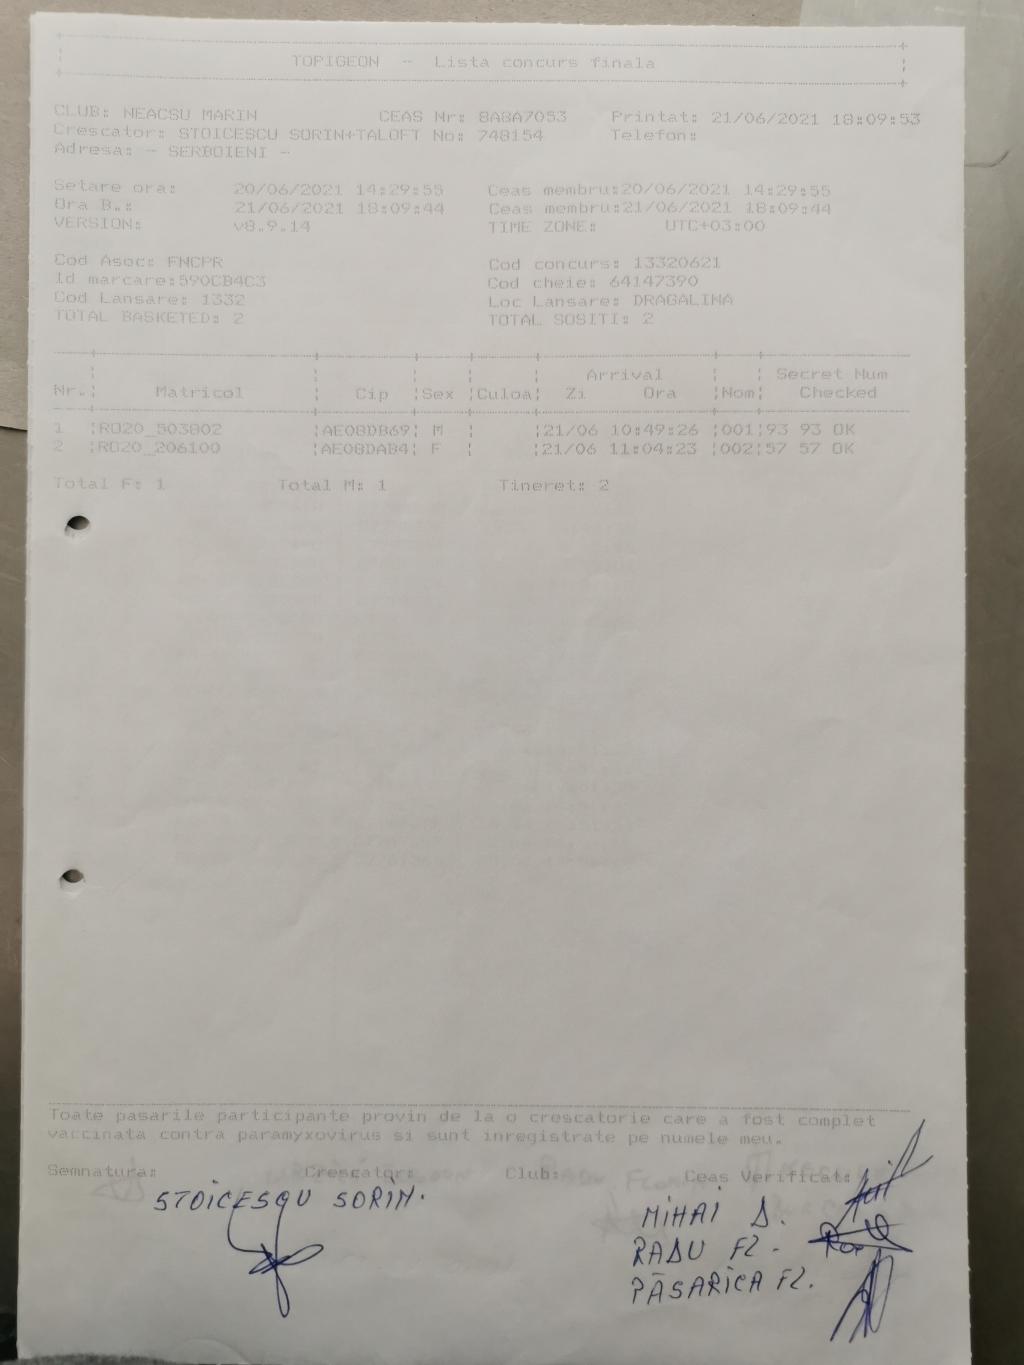 TOPIGEON - Lista concurs finala
CLUB: NEACSU MARIN CEAS Nr: 8A8A7053 Printat: 21/06/2021 18:09:53
Crescator: STOICESCU SORIN+TALOFT No: 748154 Telefon:
Adresa: - SERBOIENI -
Setare ora: 20/06/2021 14:29:55 Ceas membru:20/06/2021 14:29:55
Ora B.: 21/06/2021 18:09:44 Ceas membru:21/06/2021 18:09:44
VERSION: v8.9.14 TIME ZONE: UTC+03:00
Cod Asoc: FNCPR Cod concurs: 13320621
Id marcare:590CB4C3 Cod cheie: 64147390
Cod Lansare: 1332 Loc Lansare: DRAGALINA
TOTAL BASKETED: 2 TOTAL SOSITI: 2
Arrival Secret Num
Nr. Matricol Cip Sex Culoa Zi Ora Nom Checked
1 RO20_503802 AE08DB69 M 21/06 10:49:26 001 93 93 OK
2 RO20_206100 AE08DAB4 F 21/06 11:04:23 002 57 57 OK
Total F: 1 Total M: 1 Tineret: 2
Toate pasarile participante provin de la o crescatorie care a fost complet
vaccinata contra paramyxovirus si sunt inregistrate pe numele meu.
Semnatura: Crescator: Club: Ceas Verificat:
STOICESCU SORIN.
MIHAI D.
RADU FL.
PĂSARICA FL.